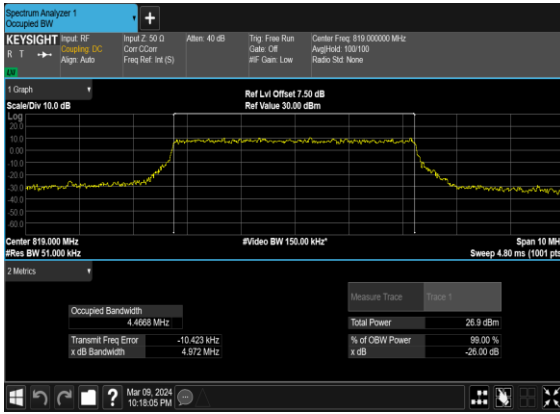 Spectrum Analyzer 1
Occupied BW
+
KEYSIGHT
R T
LXI
Input: RF
Coupling: DC
Align: Auto
Input Z: 50 Ω
Corr CCorr
Freq Ref: Int (S)
Atten: 40 dB
Trig: Free Run
Gate: Off
#IF Gain: Low
Center Freq: 819.000000 MHz
Avg|Hold: 100/100
Radio Std: None
1 Graph
Scale/Div 10.0 dB
Ref Lvl Offset 7.50 dB
Ref Value 30.00 dBm
Log
20.0
10.0
0.00
-10.0
-20.0
-30.0
-40.0
-50.0
-60.0
Center 819.000 MHz
#Res BW 51.000 kHz
#Video BW 150.00 kHz*
Span 10 MH
Sweep 4.80 ms (1001 pts
2 Metrics
Measure Trace
Trace 1
Occupied Bandwidth
4.4668 MHz
Total Power
26.9 dBm
Transmit Freq Error
-10.423 kHz
% of OBW Power
99.00 %
x dB Bandwidth
4.972 MHz
x dB
-26.00 dB
?
Mar 09, 2024
10:18:05 PM